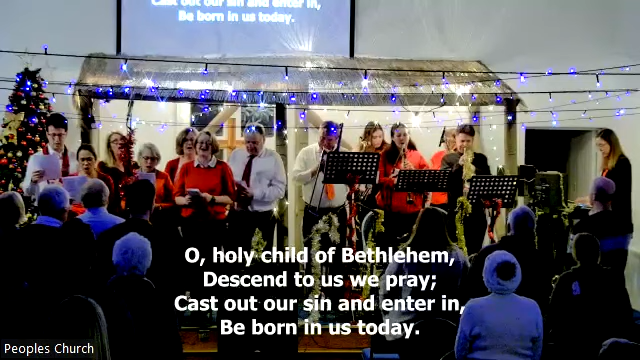 Cast out our sin and enter in,
Be born in us today.
O, holy child of Bethlehem,
Descend to us we pray;
Cast out our sin and enter in,
Be born in us today.
Peoples Church